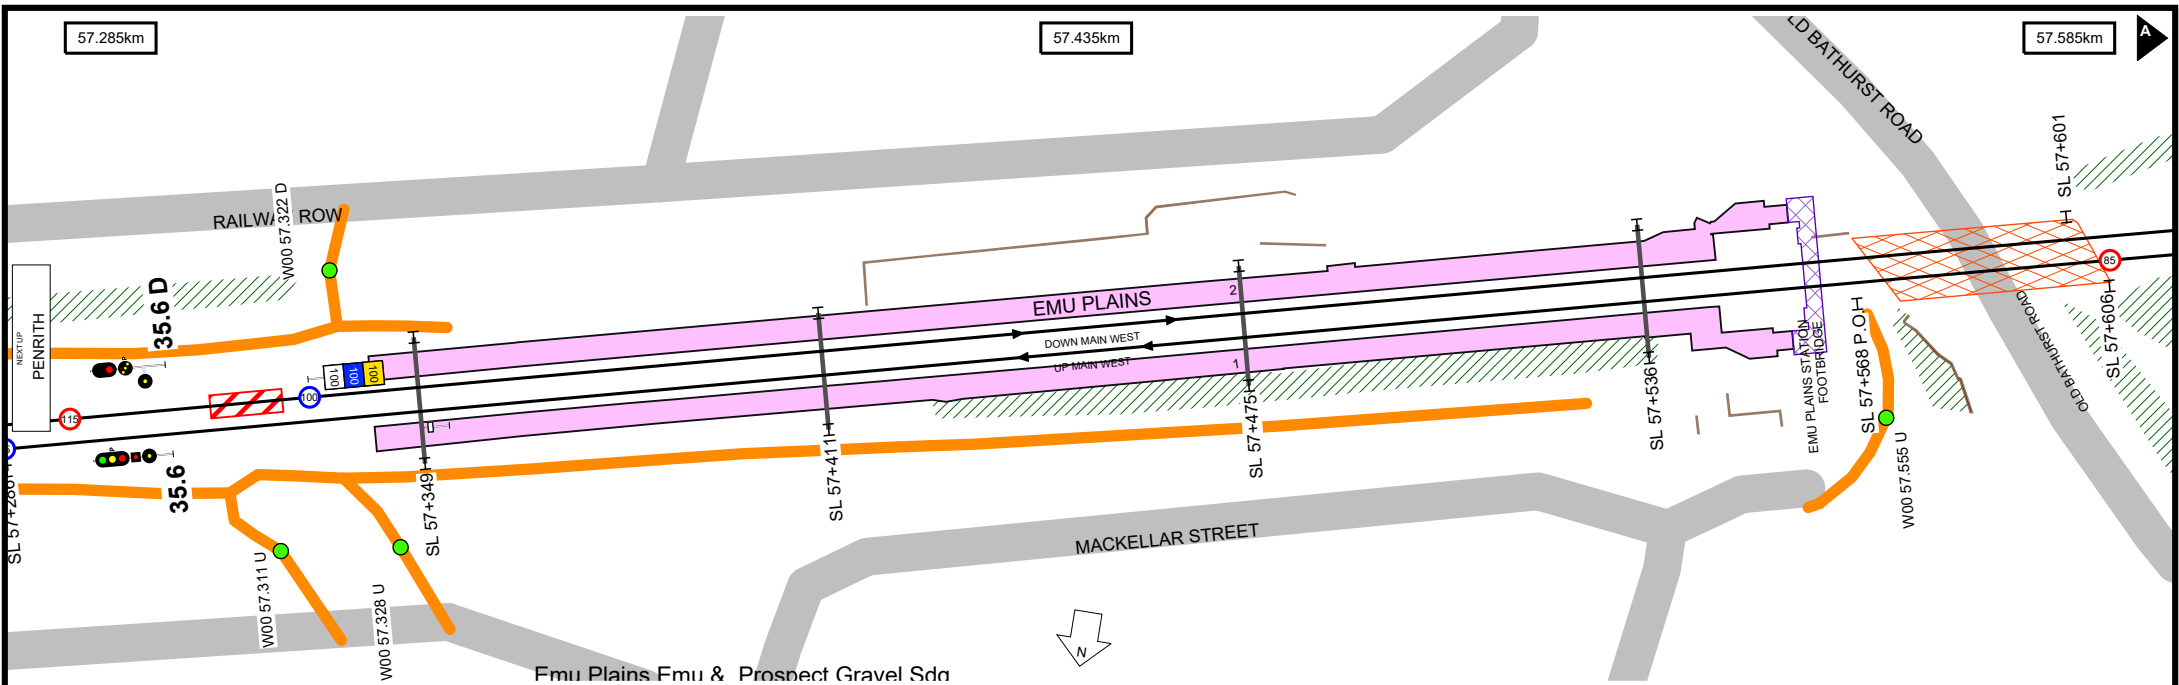 57.285km
57.435km
57.585km
A
OLD BATHURST ROAD
SL 57+601
RAILWAY ROW
W00 57.322 D
35.6 D
NEXT UP
PENRITH
EMU PLAINS
2
DOWN MAIN WEST
UP MAIN WEST
1
100
100
100
100
115
85
35.6
SL 57+349
SL 57+411
SL 57+475
SL 57+536
EMU PLAINS STATION
FOOTBRIDGE
SL 57+568 P.O
OLD BATHURST ROAD
SL 57+606
W00 57.555 U
W00 57.311 U
W00 57.328 U
MACKELLAR STREET
N
Emu Plains Emu & Prospect Gravel Sdg